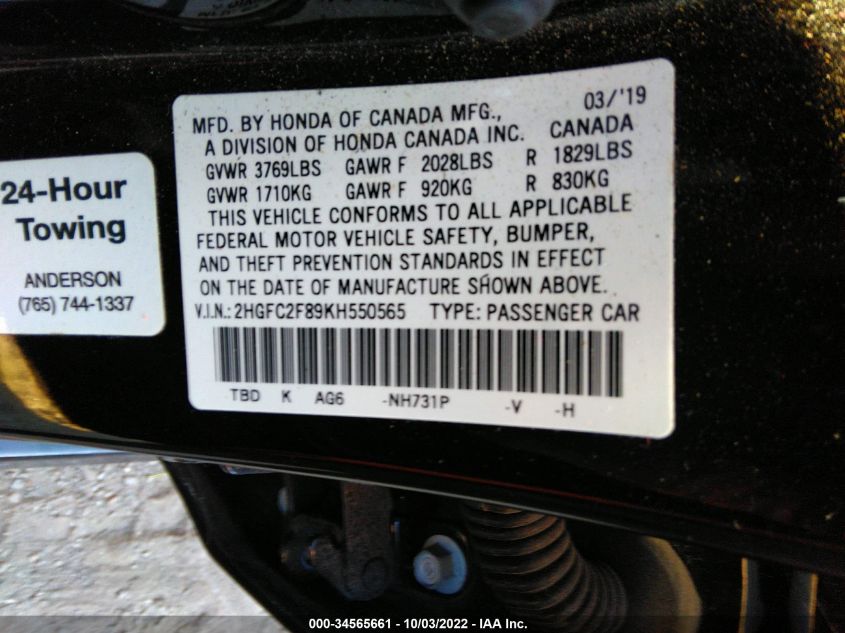 MFD. BY HONDA OF CANADA MFG., 03/'19
A DIVISION OF HONDA CANADA INC. CANADA
GVWR 3769LBS GAWR F 2028LBS R 1829LBS
GVWR 1710KG GAWR F 920KG R 830KG
THIS VEHICLE CONFORMS TO ALL APPLICABLE
FEDERAL MOTOR VEHICLE SAFETY, BUMPER,
AND THEFT PREVENTION STANDARDS IN EFFECT
ON THE DATE OF MANUFACTURE SHOWN ABOVE.
V.I.N.: 2HGFC2F89KH550565 TYPE: PASSENGER CAR
TBD K AG6 -NH731P -V -H
24-Hour
Towing
ANDERSON
(765) 744-1337
000-34565661 - 10/03/2022 - IAA Inc.